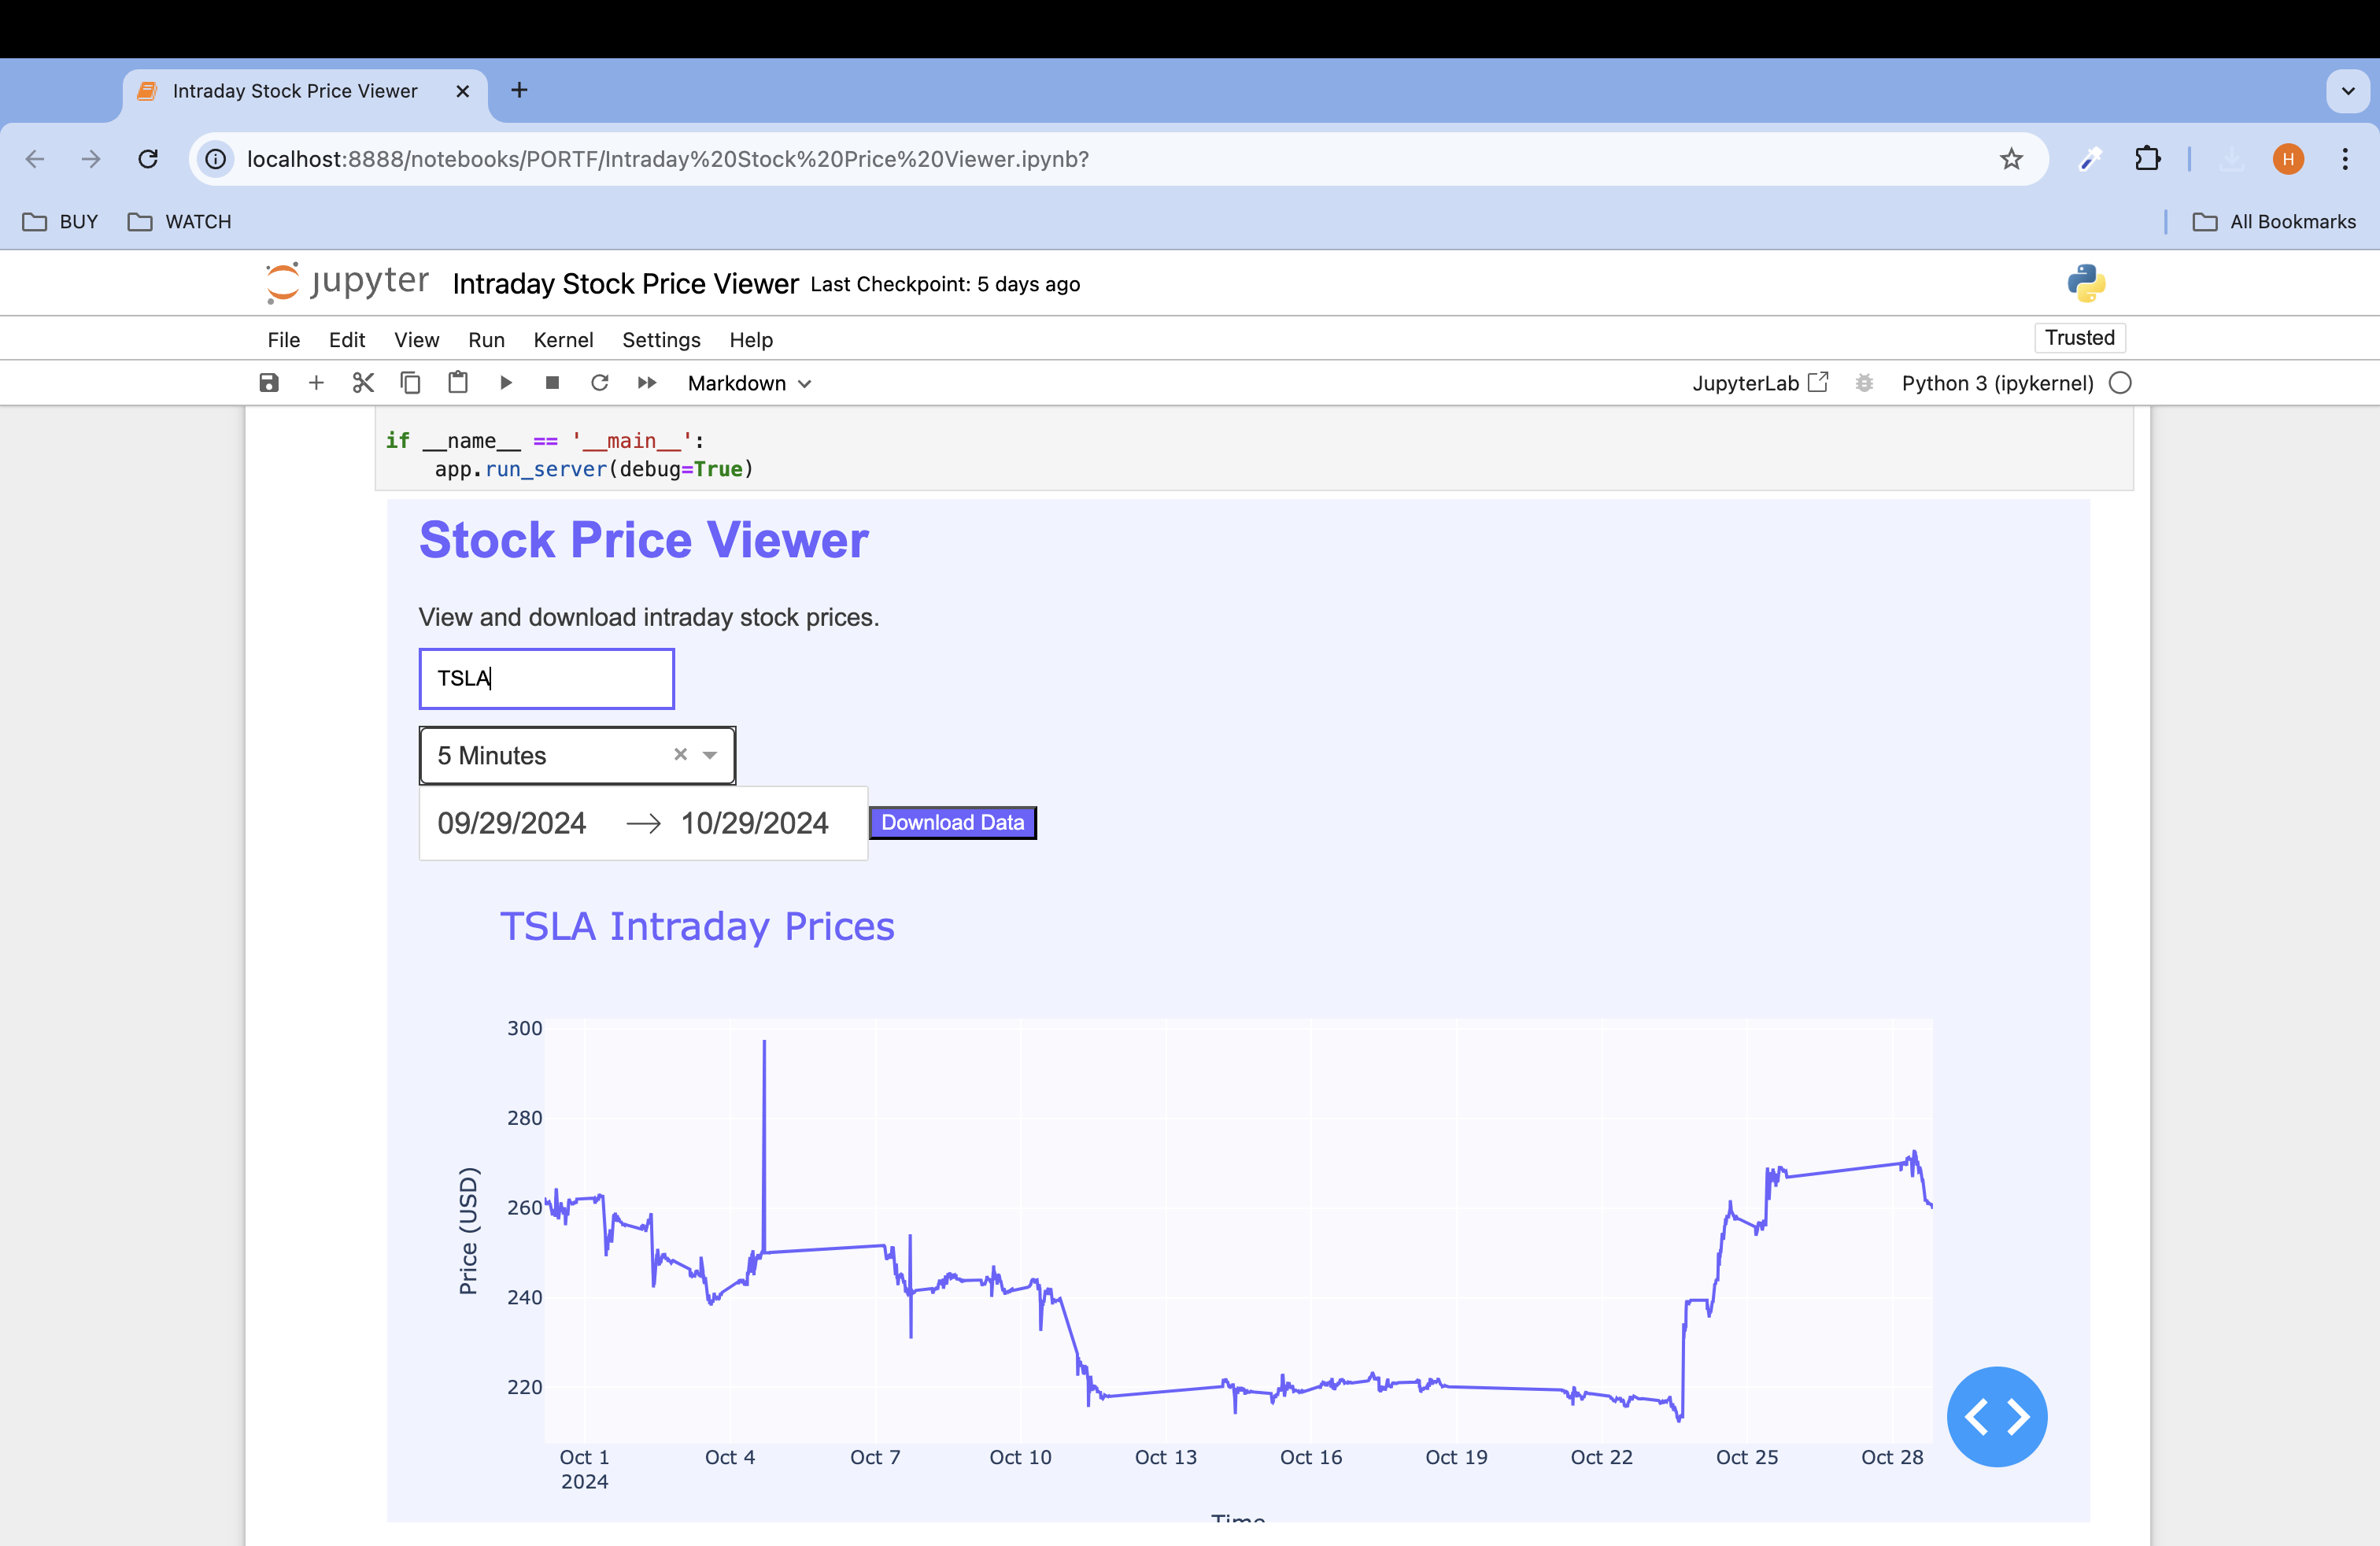 Intraday Stock Price Viewer
localhost:8888/notebooks/PORTF/Intraday%20Stock%20Price%20Viewer.ipynb?
H
BUY WATCH All Bookmarks
jupyter Intraday Stock Price Viewer Last Checkpoint: 5 days ago
File Edit View Run Kernel Settings Help Trusted
Markdown JupyterLab Python 3 (ipykernel)
if __name__ == '__main__':
app.run_server(debug=True)
Stock Price Viewer
View and download intraday stock prices.
TSLA
5 Minutes
09/29/2024 → 10/29/2024 Download Data
TSLA Intraday Prices
300
280
260
240
220
Price (USD)
Oct 1 Oct 4 Oct 7 Oct 10 Oct 13 Oct 16 Oct 19 Oct 22 Oct 25 Oct 28
2024
Time